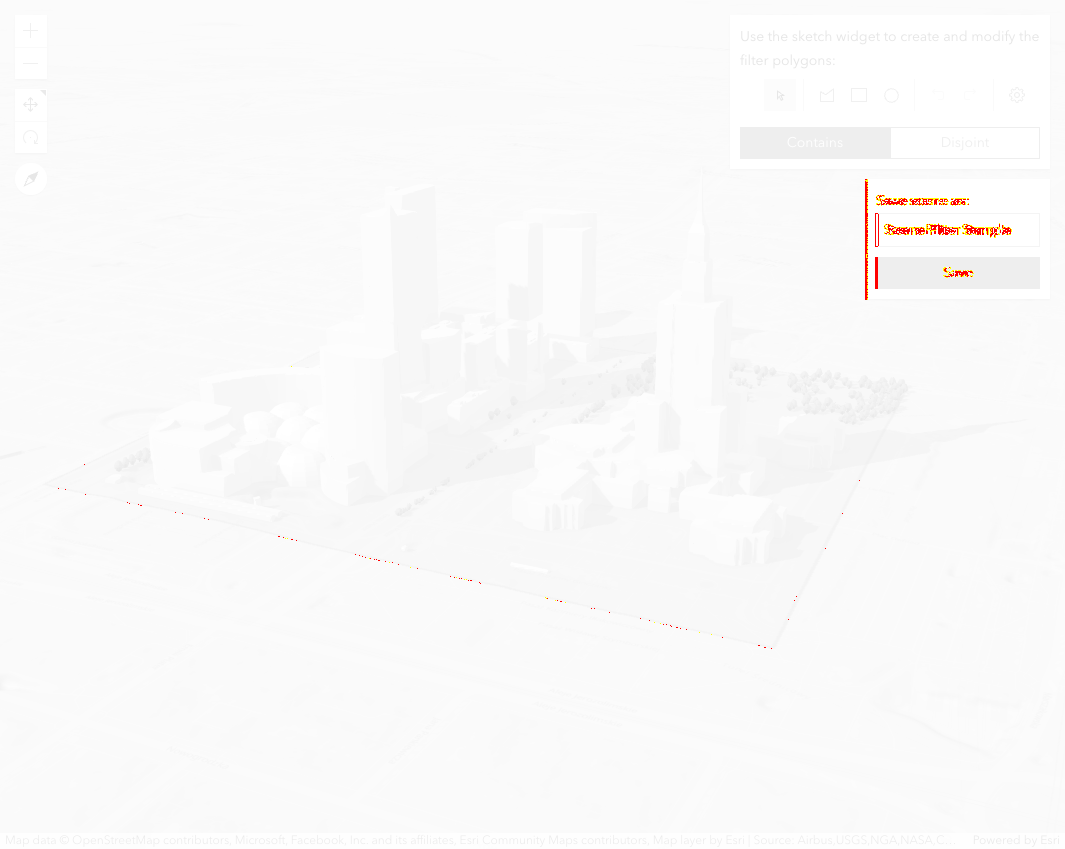 Use the sketch widget to create and modify the
filter polygons:
Contains
Disjoint
Save scene as:
Scene Filter Sample
Save
Map data © OpenStreetMap contributors, Microsoft, Facebook, Inc. and its affiliates, Esri Community Maps contributors, Map layer by Esri | Source: Airbus,USGS,NGA,NASA,C...
Powered by Esri